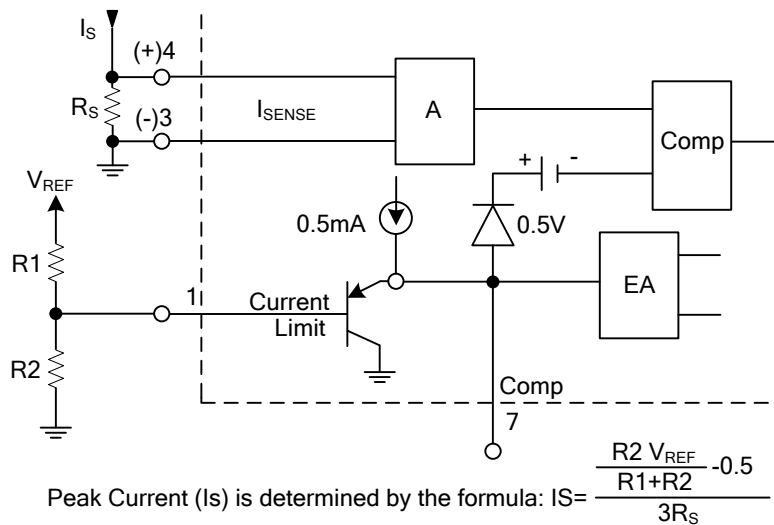 I_S
(+)4
R_S
(-)3
I_SENSE
A
Comp
V_REF
+ -
0.5mA
0.5V
R1
1
Current
Limit
EA
R2
Comp
7
Peak Current (Is) is determined by the formula: IS= (R2 V_REF / R1+R2 -0.5) / 3R_S